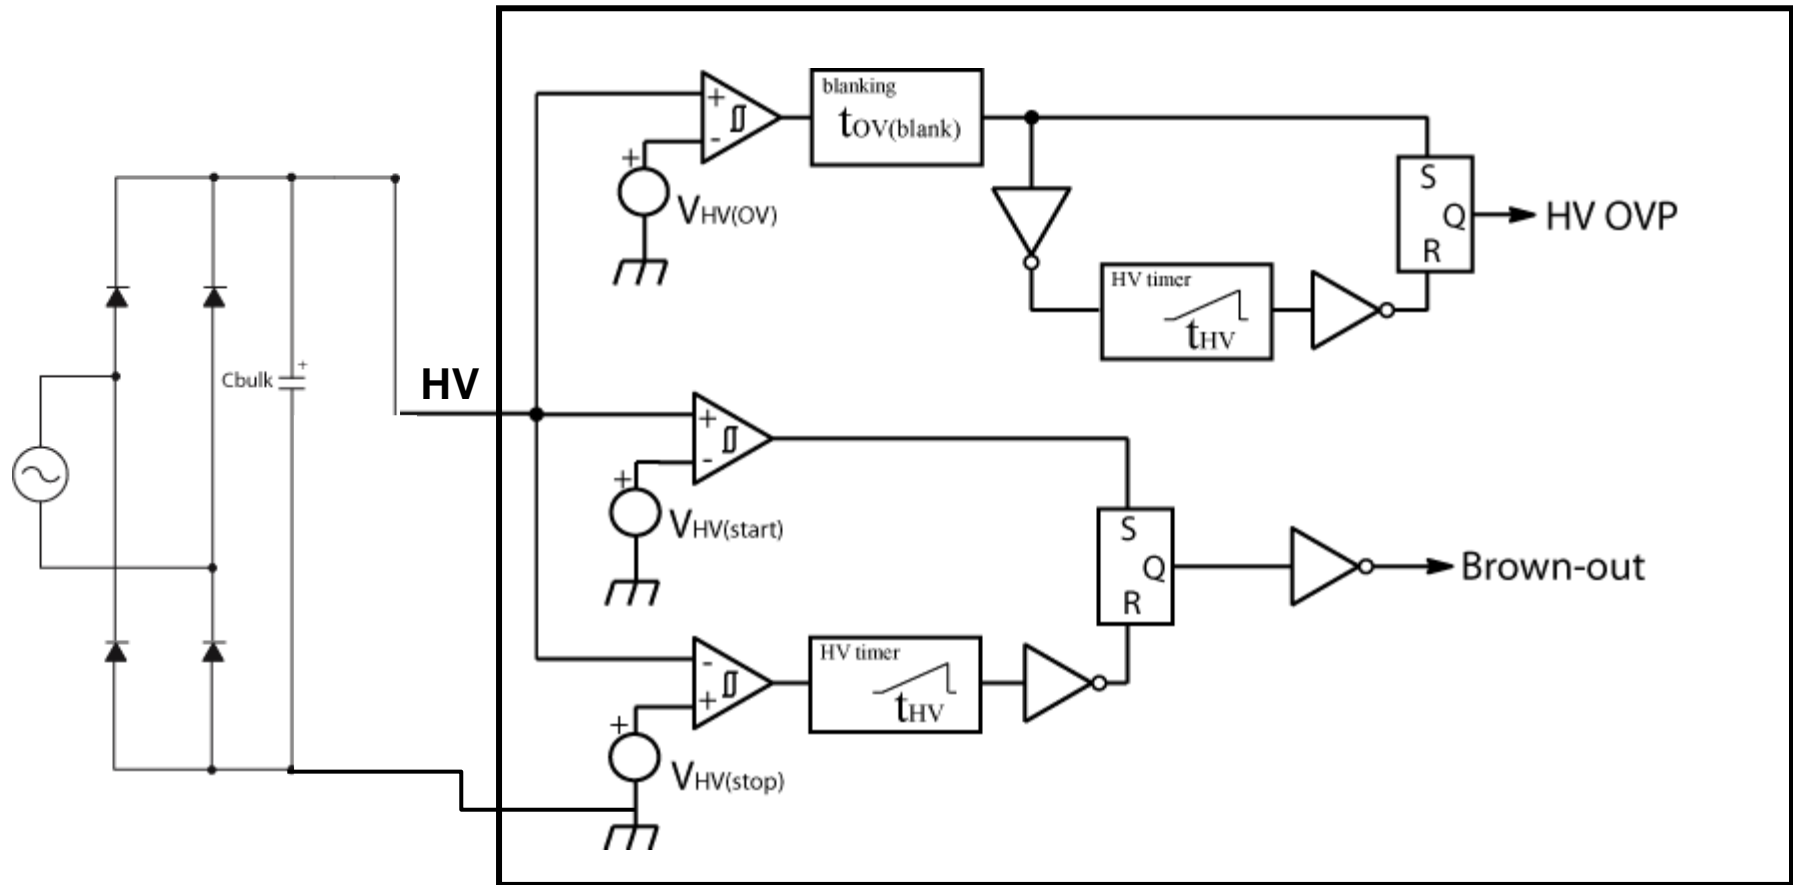 blanking
tOV(blank)
+
-
+
VHV(OV)
S
Q
R
HV OVP
HV timer
tHV
Cbulk
+
HV
+
-
+
VHV(start)
S
Q
R
Brown-out
-
+
HV timer
tHV
+
VHV(stop)